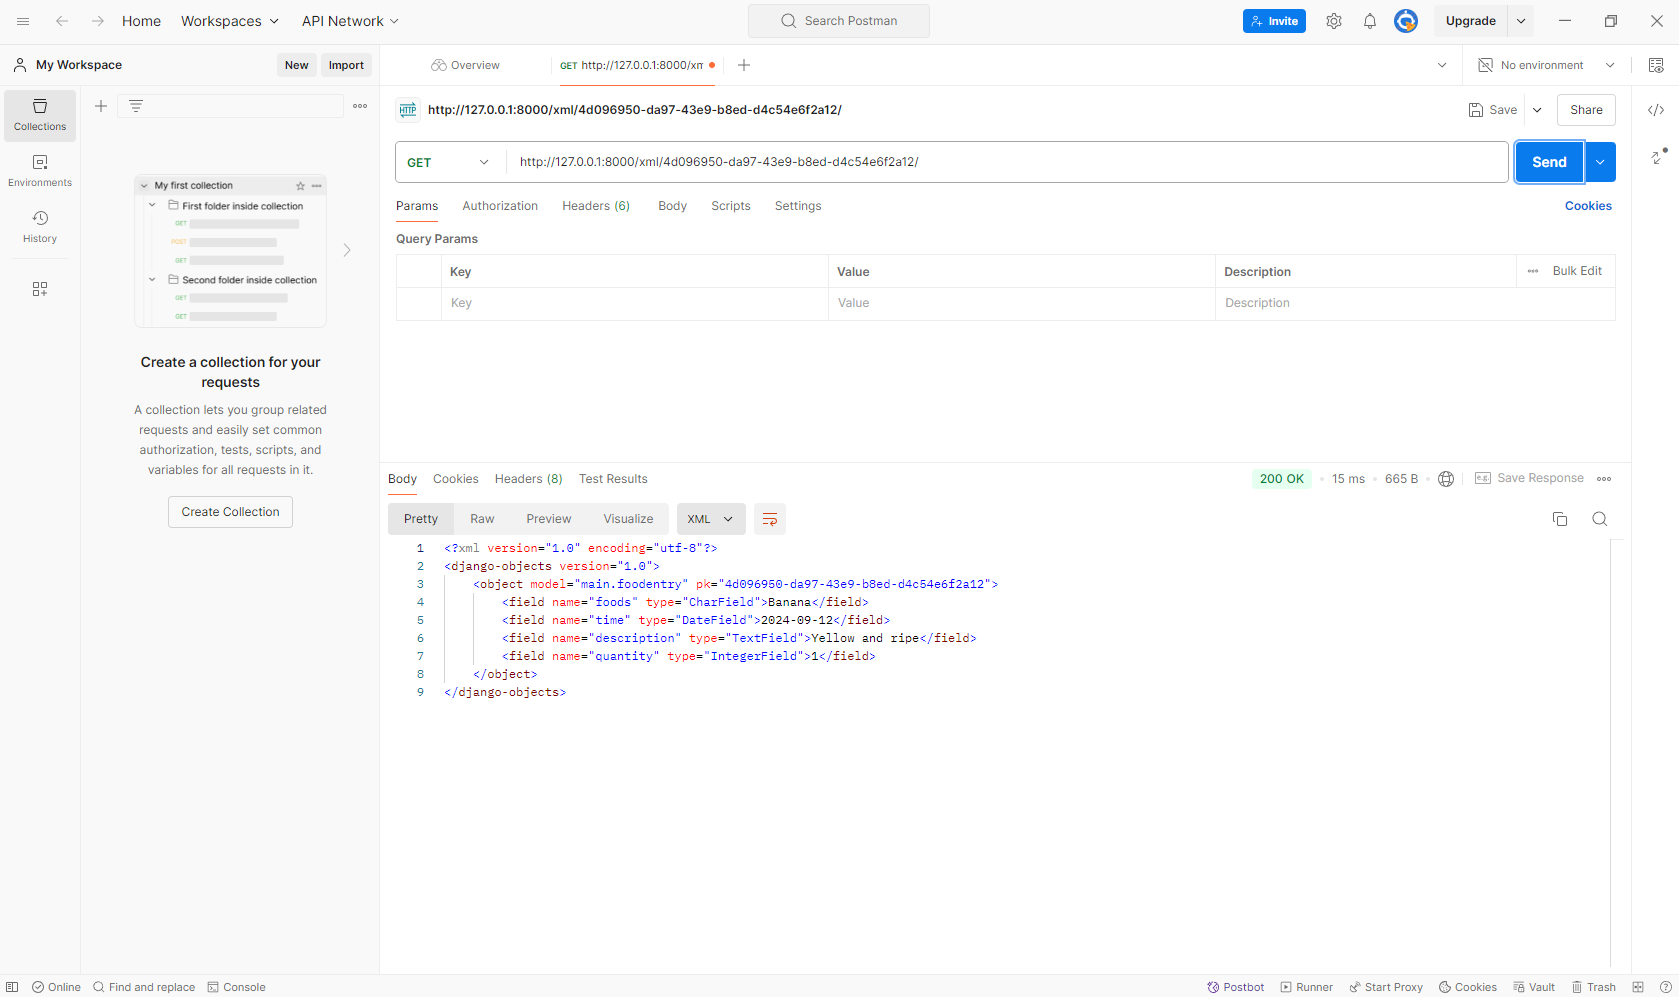 Home
Workspaces
API Network
Search Postman
Invite
Upgrade
My Workspace
New
Import
Overview
GET http://127.0.0.1:8000/xm
No environment
Collections
Environments
History
My first collection
First folder inside collection
GET
POST
GET
Second folder inside collection
GET
GET
Create a collection for your
requests
A collection lets you group related
requests and easily set common
authorization, tests, scripts, and
variables for all requests in it.
Create Collection
HTTP http://127.0.0.1:8000/xml/4d096950-da97-43e9-b8ed-d4c54e6f2a12/
Save
Share
GET http://127.0.0.1:8000/xml/4d096950-da97-43e9-b8ed-d4c54e6f2a12/
Send
Params Authorization Headers (6) Body Scripts Settings Cookies
Query Params
Key Value Description Bulk Edit
Key Value Description
Body Cookies Headers (8) Test Results
200 OK • 15 ms • 665 B
e.g. Save Response
Pretty Raw Preview Visualize XML
1 <?xml version="1.0" encoding="utf-8"?>
2 <django-objects version="1.0">
3 <object model="main.foodentry" pk="4d096950-da97-43e9-b8ed-d4c54e6f2a12">
4 <field name="foods" type="CharField">Banana</field>
5 <field name="time" type="DateField">2024-09-12</field>
6 <field name="description" type="TextField">Yellow and ripe</field>
7 <field name="quantity" type="IntegerField">1</field>
8 </object>
9 </django-objects>
Online Find and replace Console
Postbot Runner Start Proxy Cookies Vault Trash